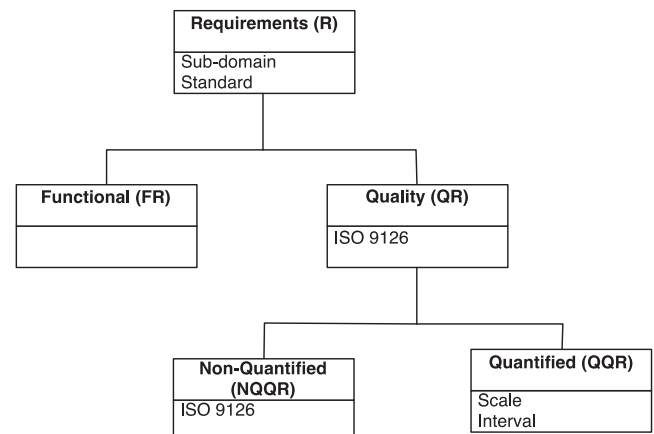 Requirements (R)
Sub-domain
Standard
Functional (FR)
Quality (QR)
ISO 9126
Non-Quantified
(NQQR)
ISO 9126
Quantified (QQR)
Scale
Interval